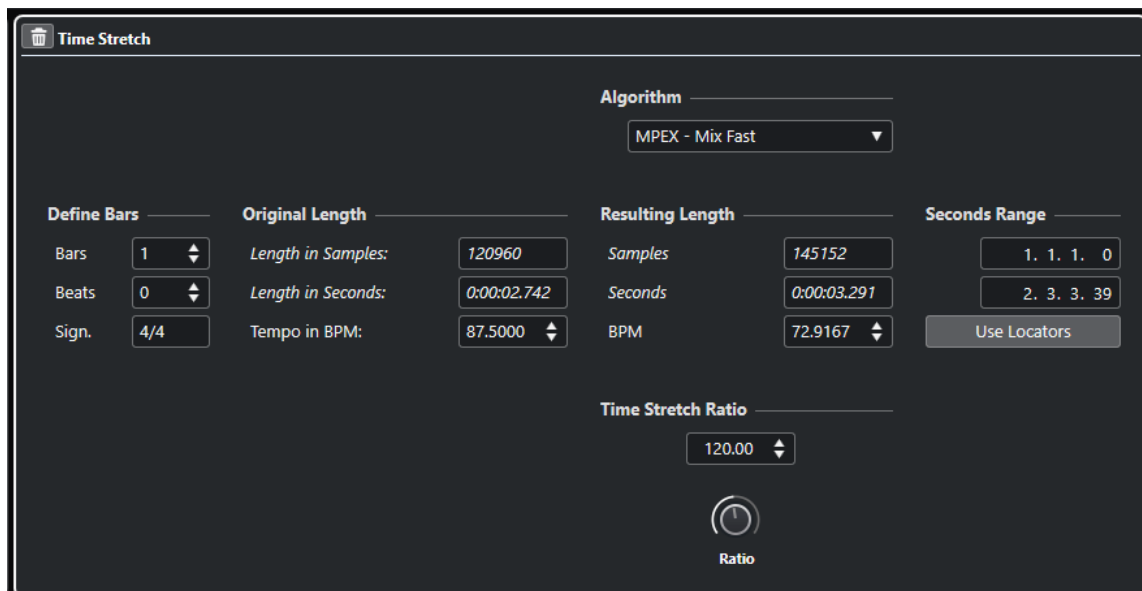 Time Stretch
Algorithm
MPEX - Mix Fast
Define Bars
Bars 1
Beats 0
Sign. 4/4
Original Length
Length in Samples: 120960
Length in Seconds: 0:00:02.742
Tempo in BPM: 87.5000
Resulting Length
Samples 145152
Seconds 0:00:03.291
BPM 72.9167
Seconds Range
1. 1. 1. 0
2. 3. 3. 39
Use Locators
Time Stretch Ratio
120.00
Ratio